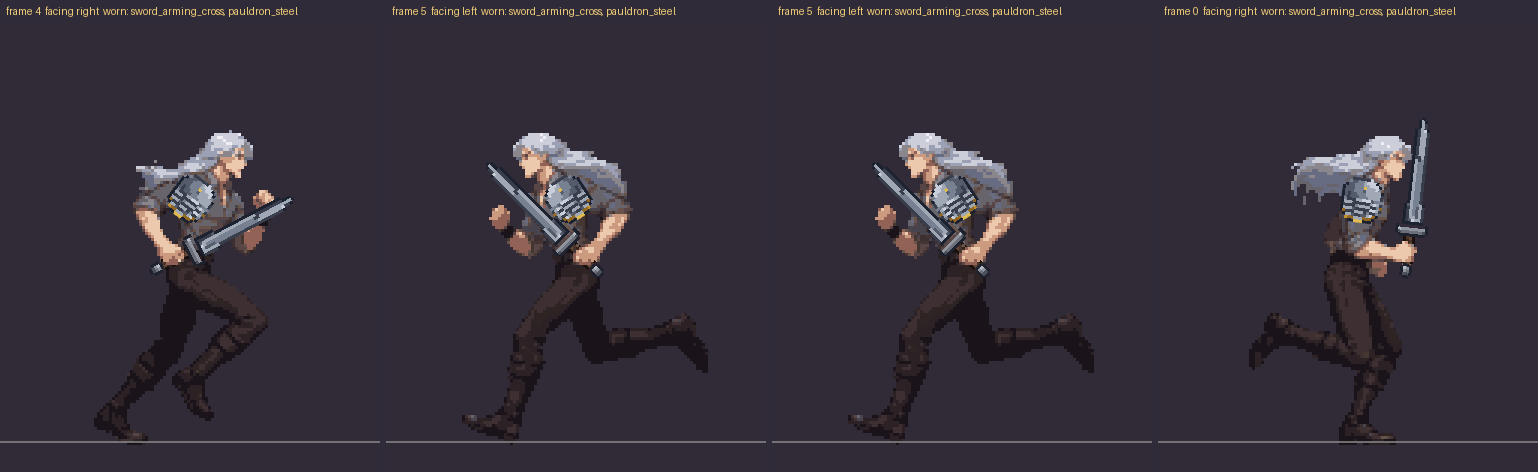 frame 4 facing right worn: sword_arming_cross, pauldron_steel
frame 5 facing left worn: sword_arming_cross, pauldron_steel
frame 5 facing left worn: sword_arming_cross, pauldron_steel
frame 0 facing right worn: sword_arming_cross, pauldron_steel